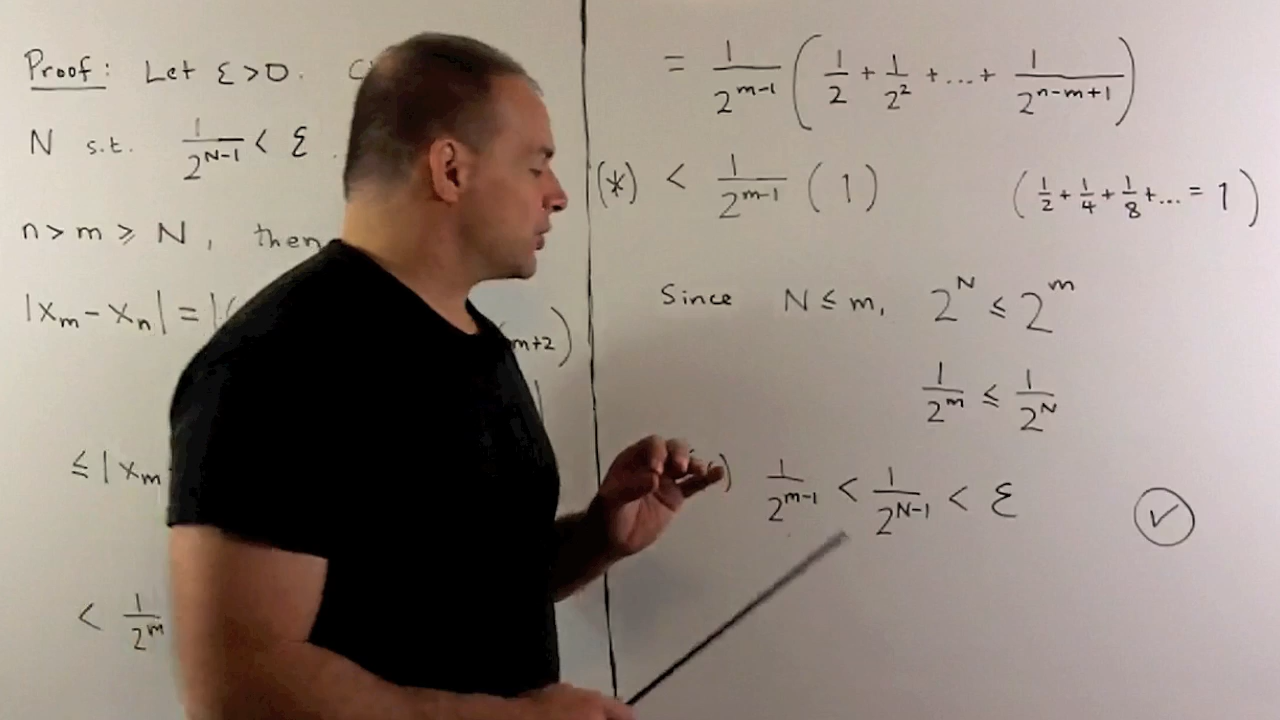 Proof: Let ε > 0.
N s.t. 1/2^(N-1) < ε
n > m ≥ N, then
|x_m - x_n| = |(
m+2)
≤ |x_m
< 1/2^m
= 1/2^(m-1) (1/2 + 1/2^2 + ... + 1/2^(n-m+1))
(*) < 1/2^(m-1) (1) (1/2 + 1/4 + 1/8 + ... = 1)
Since N ≤ m, 2^N ≤ 2^m
1/2^m ≤ 1/2^N
) 1/2^(m-1) < 1/2^(N-1) < ε ✓